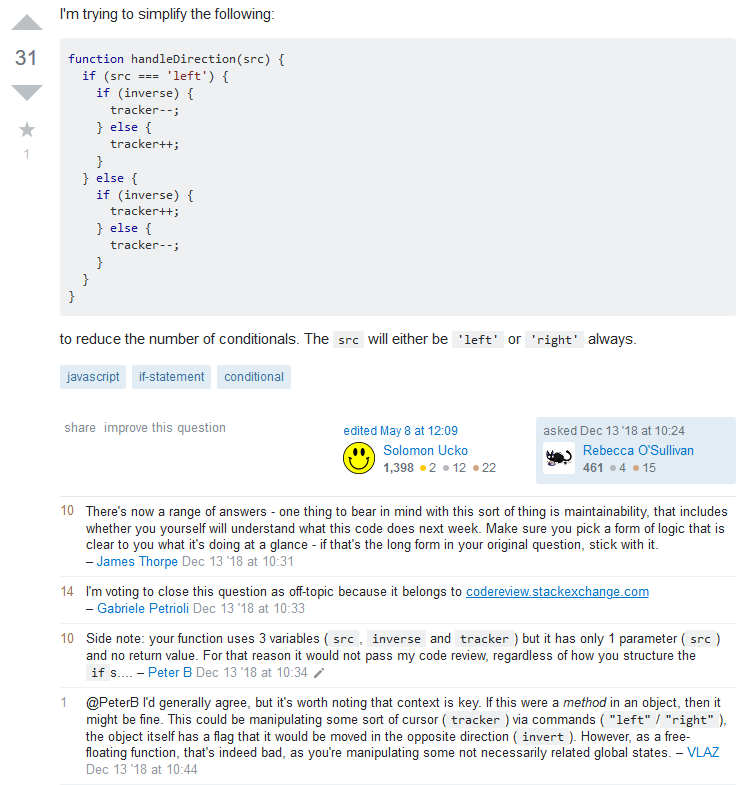 I'm trying to simplify the following:
31
1
function handleDirection(src) {
if (src === 'left') {
if (inverse) {
tracker--;
} else {
tracker++;
}
} else {
if (inverse) {
tracker++;
} else {
tracker--;
}
}
}
to reduce the number of conditionals. The src will either be 'left' or 'right' always.
javascript if-statement conditional
share improve this question
edited May 8 at 12:09
Solomon Ucko
1,398 2 12 22
asked Dec 13 '18 at 10:24
Rebecca O'Sullivan
461 4 15
10 There's now a range of answers - one thing to bear in mind with this sort of thing is maintainability, that includes
whether you yourself will understand what this code does next week. Make sure you pick a form of logic that is
clear to you what it's doing at a glance - if that's the long form in your original question, stick with it.
– James Thorpe Dec 13 '18 at 10:31
14 I'm voting to close this question as off-topic because it belongs to codereview.stackexchange.com
– Gabriele Petrioli Dec 13 '18 at 10:33
10 Side note: your function uses 3 variables ( src , inverse and tracker ) but it has only 1 parameter ( src )
and no return value. For that reason it would not pass my code review, regardless of how you structure the
if s.... – Peter B Dec 13 '18 at 10:34
1 @PeterB I'd generally agree, but it's worth noting that context is key. If this were a method in an object, then it
might be fine. This could be manipulating some sort of cursor ( tracker ) via commands ( "left" / "right" ),
the object itself has a flag that it would be moved in the opposite direction ( invert ). However, as a free-
floating function, that's indeed bad, as you're manipulating some not necessarily related global states. – VLAZ
Dec 13 '18 at 10:44